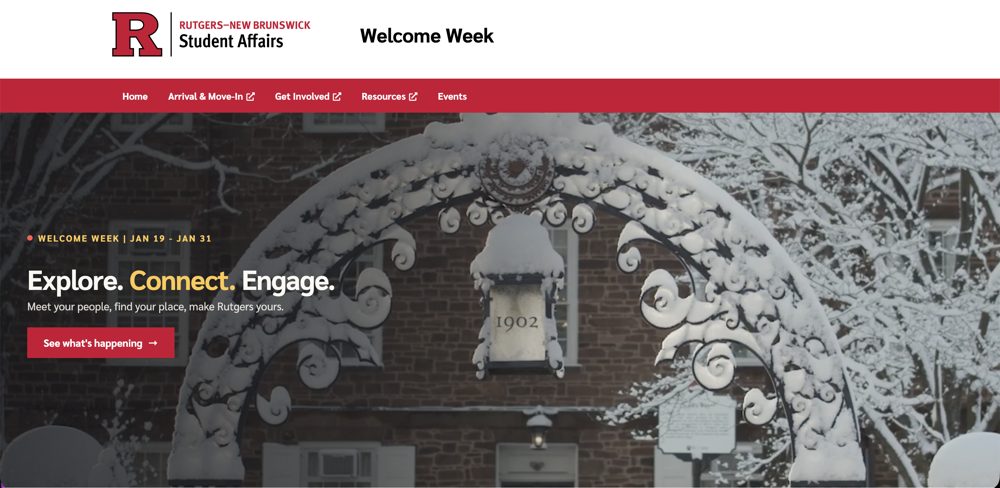 R
RUTGERS–NEW BRUNSWICK
Student Affairs
Welcome Week
Home
Arrival & Move-In
Get Involved
Resources
Events
WELCOME WEEK | JAN 19 - JAN 31
Explore. Connect. Engage.
Meet your people, find your place, make Rutgers yours.
See what's happening →
1902